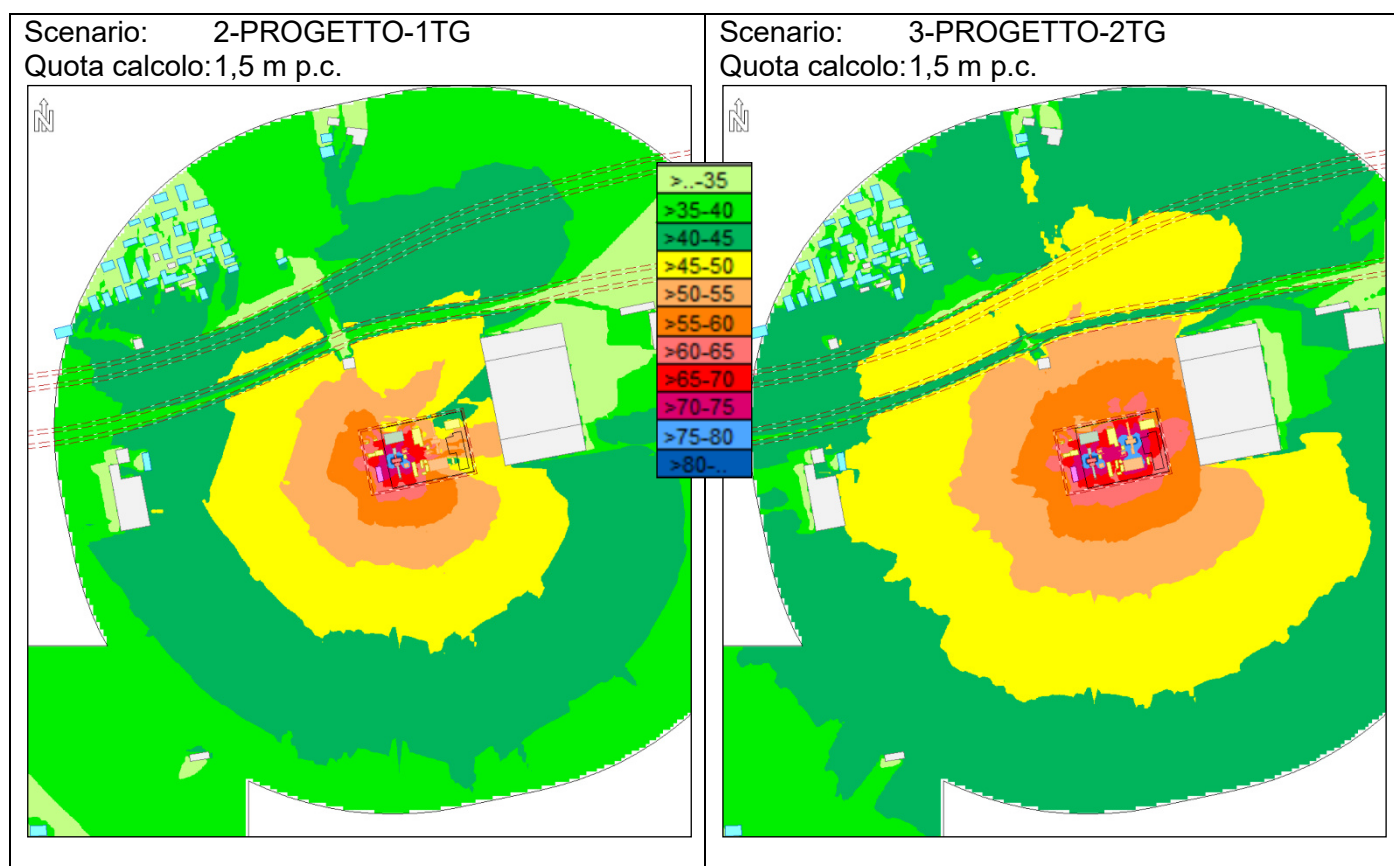 Scenario: 2-PROGETTO-1TG
Quota calcolo:1,5 m p.c.
N
Scenario: 3-PROGETTO-2TG
Quota calcolo:1,5 m p.c.
N
>..-35
>35-40
>40-45
>45-50
>50-55
>55-60
>60-65
>65-70
>70-75
>75-80
>80-..